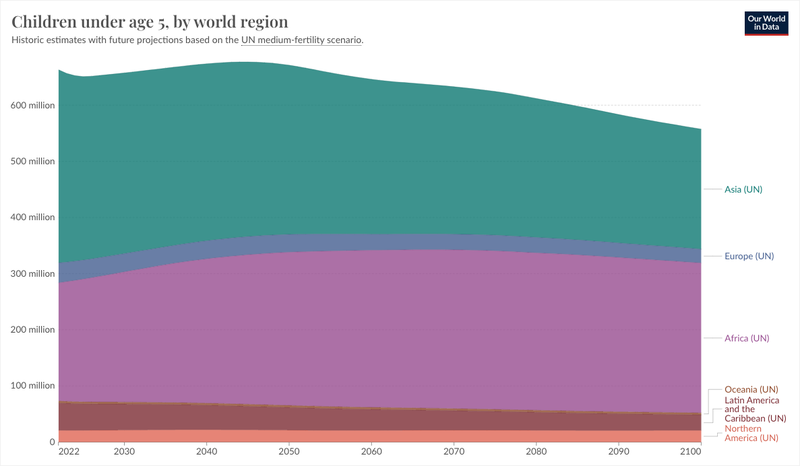 Children under age 5, by world region
Historic estimates with future projections based on the UN medium-fertility scenario.
Our World
in Data
600 million
500 million
400 million
300 million
200 million
100 million
0
2022
2030
2040
2050
2060
2070
2080
2090
2100
Asia (UN)
Europe (UN)
Africa (UN)
Oceania (UN)
Latin America
and the
Caribbean (UN)
Northern
America (UN)